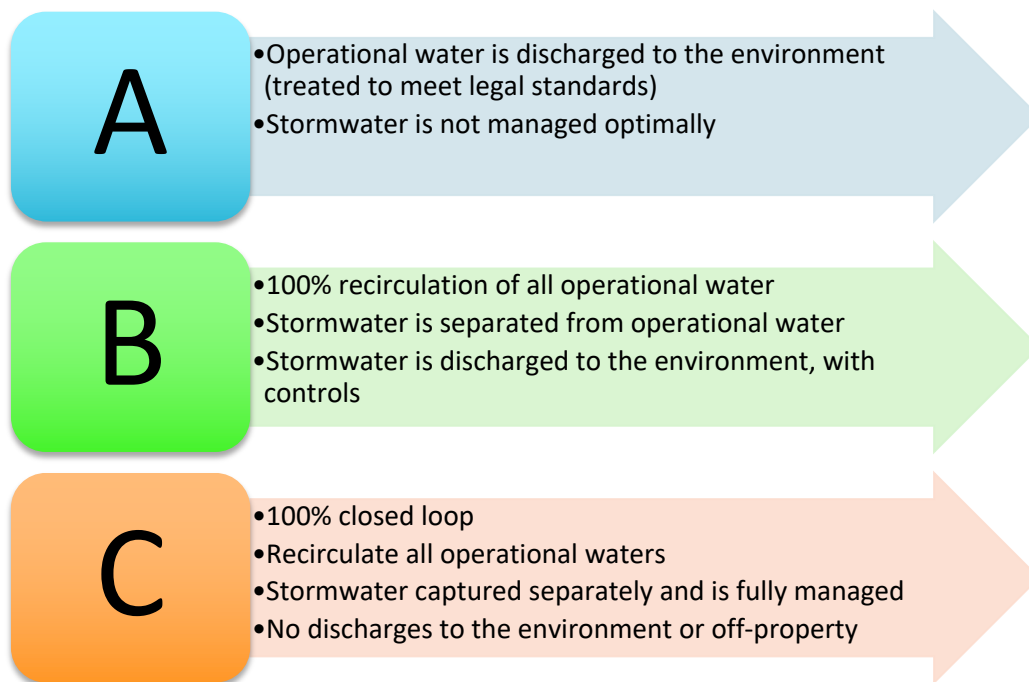 A
•Operational water is discharged to the environment
(treated to meet legal standards)
•Stormwater is not managed optimally
B
•100% recirculation of all operational water
•Stormwater is separated from operational water
•Stormwater is discharged to the environment, with
controls
C
•100% closed loop
•Recirculate all operational waters
•Stormwater captured separately and is fully managed
•No discharges to the environment or off-property